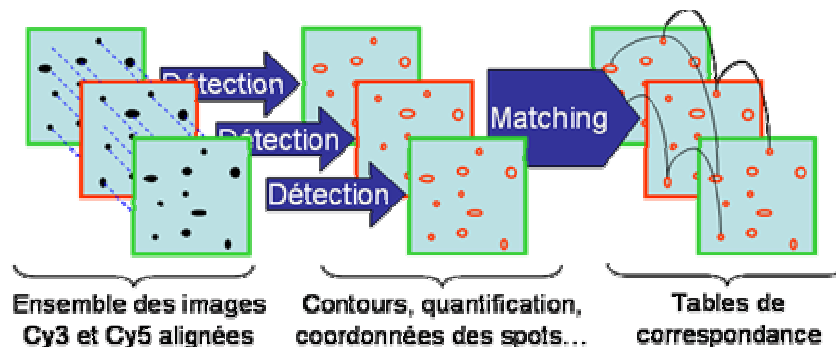 Détection
Détection
Détection
Matching
Ensemble des images
Cy3 et Cy5 alignées
Contours, quantification,
coordonnées des spots...
Tables de
correspondance